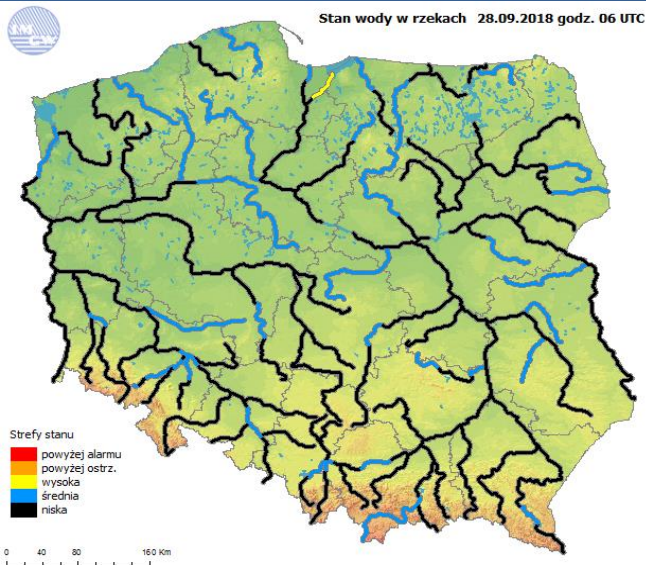 Stan wody w rzekach 28.09.2018 godz. 06 UTC
IMGW
Strefy stanu
powyżej alarmu
powyżej ostrz.
wysoka
średnia
niska
0 40 80 160 Km